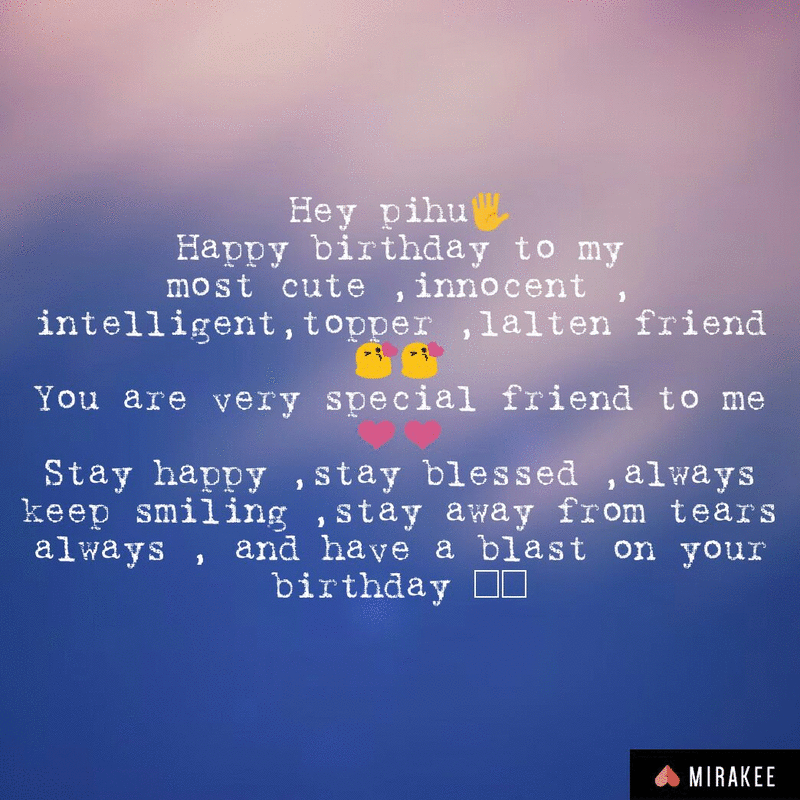 Hey pihu🖐
Happy birthday to my
most cute ,innocent ,
intelligent,topper ,lalten friend
😘😘
You are very special friend to me
❤❤
Stay happy ,stay blessed ,always
keep smiling ,stay away from tears
always , and have a blast on your
birthday □□
MIRAKEE